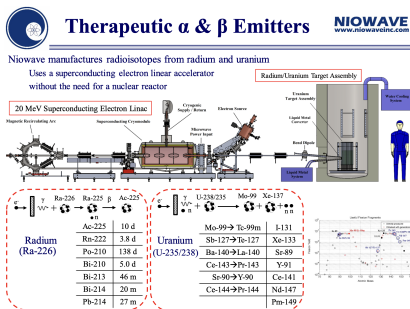 Therapeutic α & β Emitters
NIOWAVE
www.niowaveinc.com
Niowave manufactures radioisotopes from radium and uranium
Uses a superconducting electron linear accelerator
without the need for a nuclear reactor
Radium/Uranium Target Assembly
20 MeV Superconducting Electron Linac
Cryogenic
Supply / Return
Electron Source
Magnetic Recirculating Arc
Superconducting Cryomodule
Microwave
Power Input
Uranium
Target Assembly
Liquid Metal
Converter
Bend Dipole
Liquid Metal
System
Water Cooling
System
e- γ Ra-226 Ra-225 β Ac-225
+ n
Radium
(Ra-226)
Ac-225 10 d
Rn-222 3.8 d
Po-210 138 d
Bi-210 5.0 d
Bi-213 46 m
Bi-214 20 m
Pb-214 27 m
e- γ U-238/235 Mo-99 Xe-137
+ + + n n
Uranium
(U-235/238)
Mo-99→Tc-99m I-131
Sb-127→Te-127 Xe-133
Ba-140→La-140 Sr-89
Ce-143→Pr-143 Y-91
Sr-90→Y-90 Ce-141
Ce-144→Pr-144 Nd-147
Pm-149